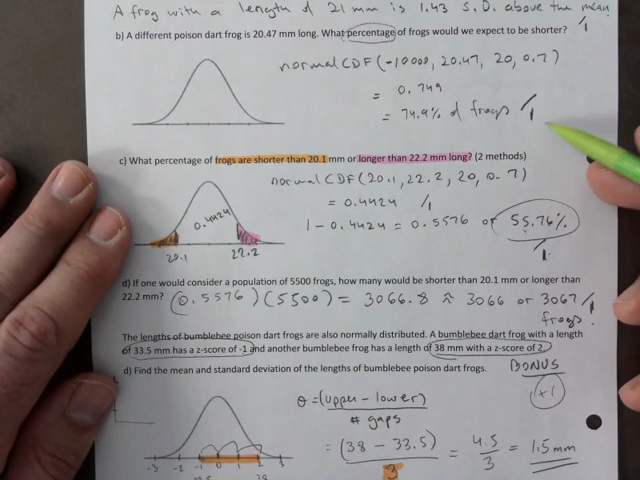 A frog with a length of 21 mm is 1.43 S.D. above the mean
b) A different poison dart frog is 20.47 mm long. What percentage of frogs would we expect to be shorter? /1
normalCDF(-10000, 20.47, 20, 0.7)
= 0.749
= 74.9% of frogs /1
c) What percentage of frogs are shorter than 20.1 mm or longer than 22.2 mm long? (2 methods)
normalCDF(20.1, 22.2, 20, 0.7)
0.4424
= 0.4424 /1
1 - 0.4424 = 0.5576 or 55.76%
/1
20.1 22.2
d) If one would consider a population of 5500 frogs, how many would be shorter than 20.1 mm or longer than
22.2 mm? (0.5576)(5500) = 3066.8 ≈ 3066 or 3067 /1
frogs.
The lengths of bumblebee poison dart frogs are also normally distributed. A bumblebee dart frog with a length
of 33.5 mm has a z-score of -1 and another bumblebee frog has a length of 38 mm with a z-score of 2.
BONUS
d) Find the mean and standard deviation of the lengths of bumblebee poison dart frogs.
+1
σ = (upper - lower)
# gaps
= (38 - 33.5) = 4.5 = 1.5 mm
3 3
-3 -2 -1 0 1 2 3